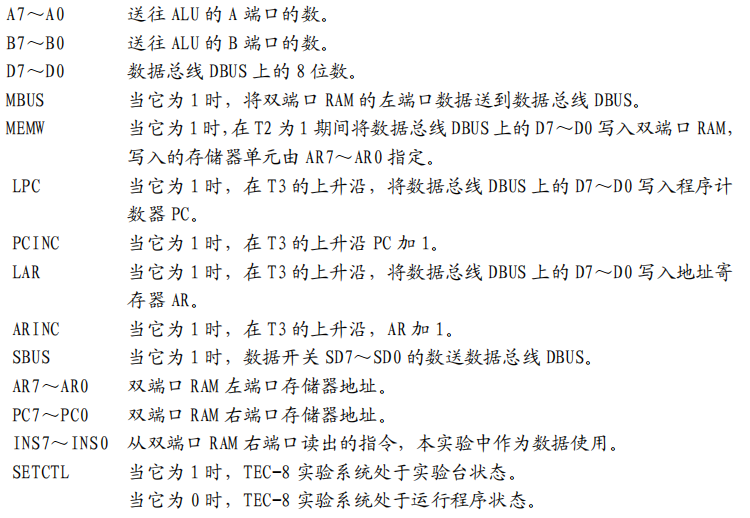 A7～A0 送往 ALU 的 A 端口的数。
B7～B0 送往 ALU 的 B 端口的数。
D7～D0 数据总线 DBUS 上的 8 位数。
MBUS 当它为 1 时，将双端口 RAM 的左端口数据送到数据总线 DBUS。
MEMW 当它为 1 时,在 T2 为 1 期间将数据总线 DBUS 上的 D7～D0 写入双端口 RAM，
写入的存储器单元由 AR7～AR0 指定。
LPC 当它为 1 时，在 T3 的上升沿，将数据总线 DBUS 上的 D7～D0 写入程序计
数器 PC。
PCINC 当它为 1 时，在 T3 的上升沿 PC 加 1。
LAR 当它为 1 时，在 T3 的上升沿，将数据总线 DBUS 上的 D7～D0 写入地址寄
存器 AR。
ARINC 当它为 1 时，在 T3 的上升沿，AR 加 1。
SBUS 当它为 1 时，数据开关 SD7～SD0 的数送数据总线 DBUS。
AR7～AR0 双端口 RAM 左端口存储器地址。
PC7～PC0 双端口 RAM 右端口存储器地址。
INS7～INS0 从双端口 RAM 右端口读出的指令，本实验中作为数据使用。
SETCTL 当它为 1 时，TEC-8 实验系统处于实验台状态。
当它为 0 时，TEC-8 实验系统处于运行程序状态。